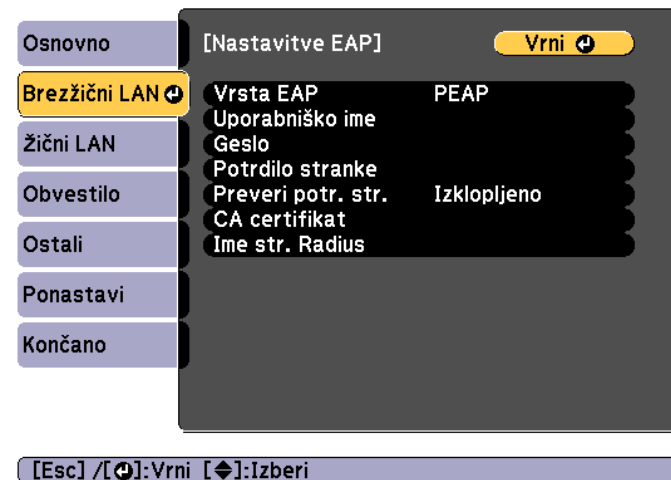 Osnovno
Brezžični LAN
Žični LAN
Obvestilo
Ostali
Ponastavi
Končano
[Nastavitve EAP] Vrni
Vrsta EAP PEAP
Uporabniško ime
Geslo
Potrdilo stranke
Preveri potr. str. Izklopljeno
CA certifikat
Ime str. Radius
[Esc] /[⏎]:Vrni [◆]:Izberi